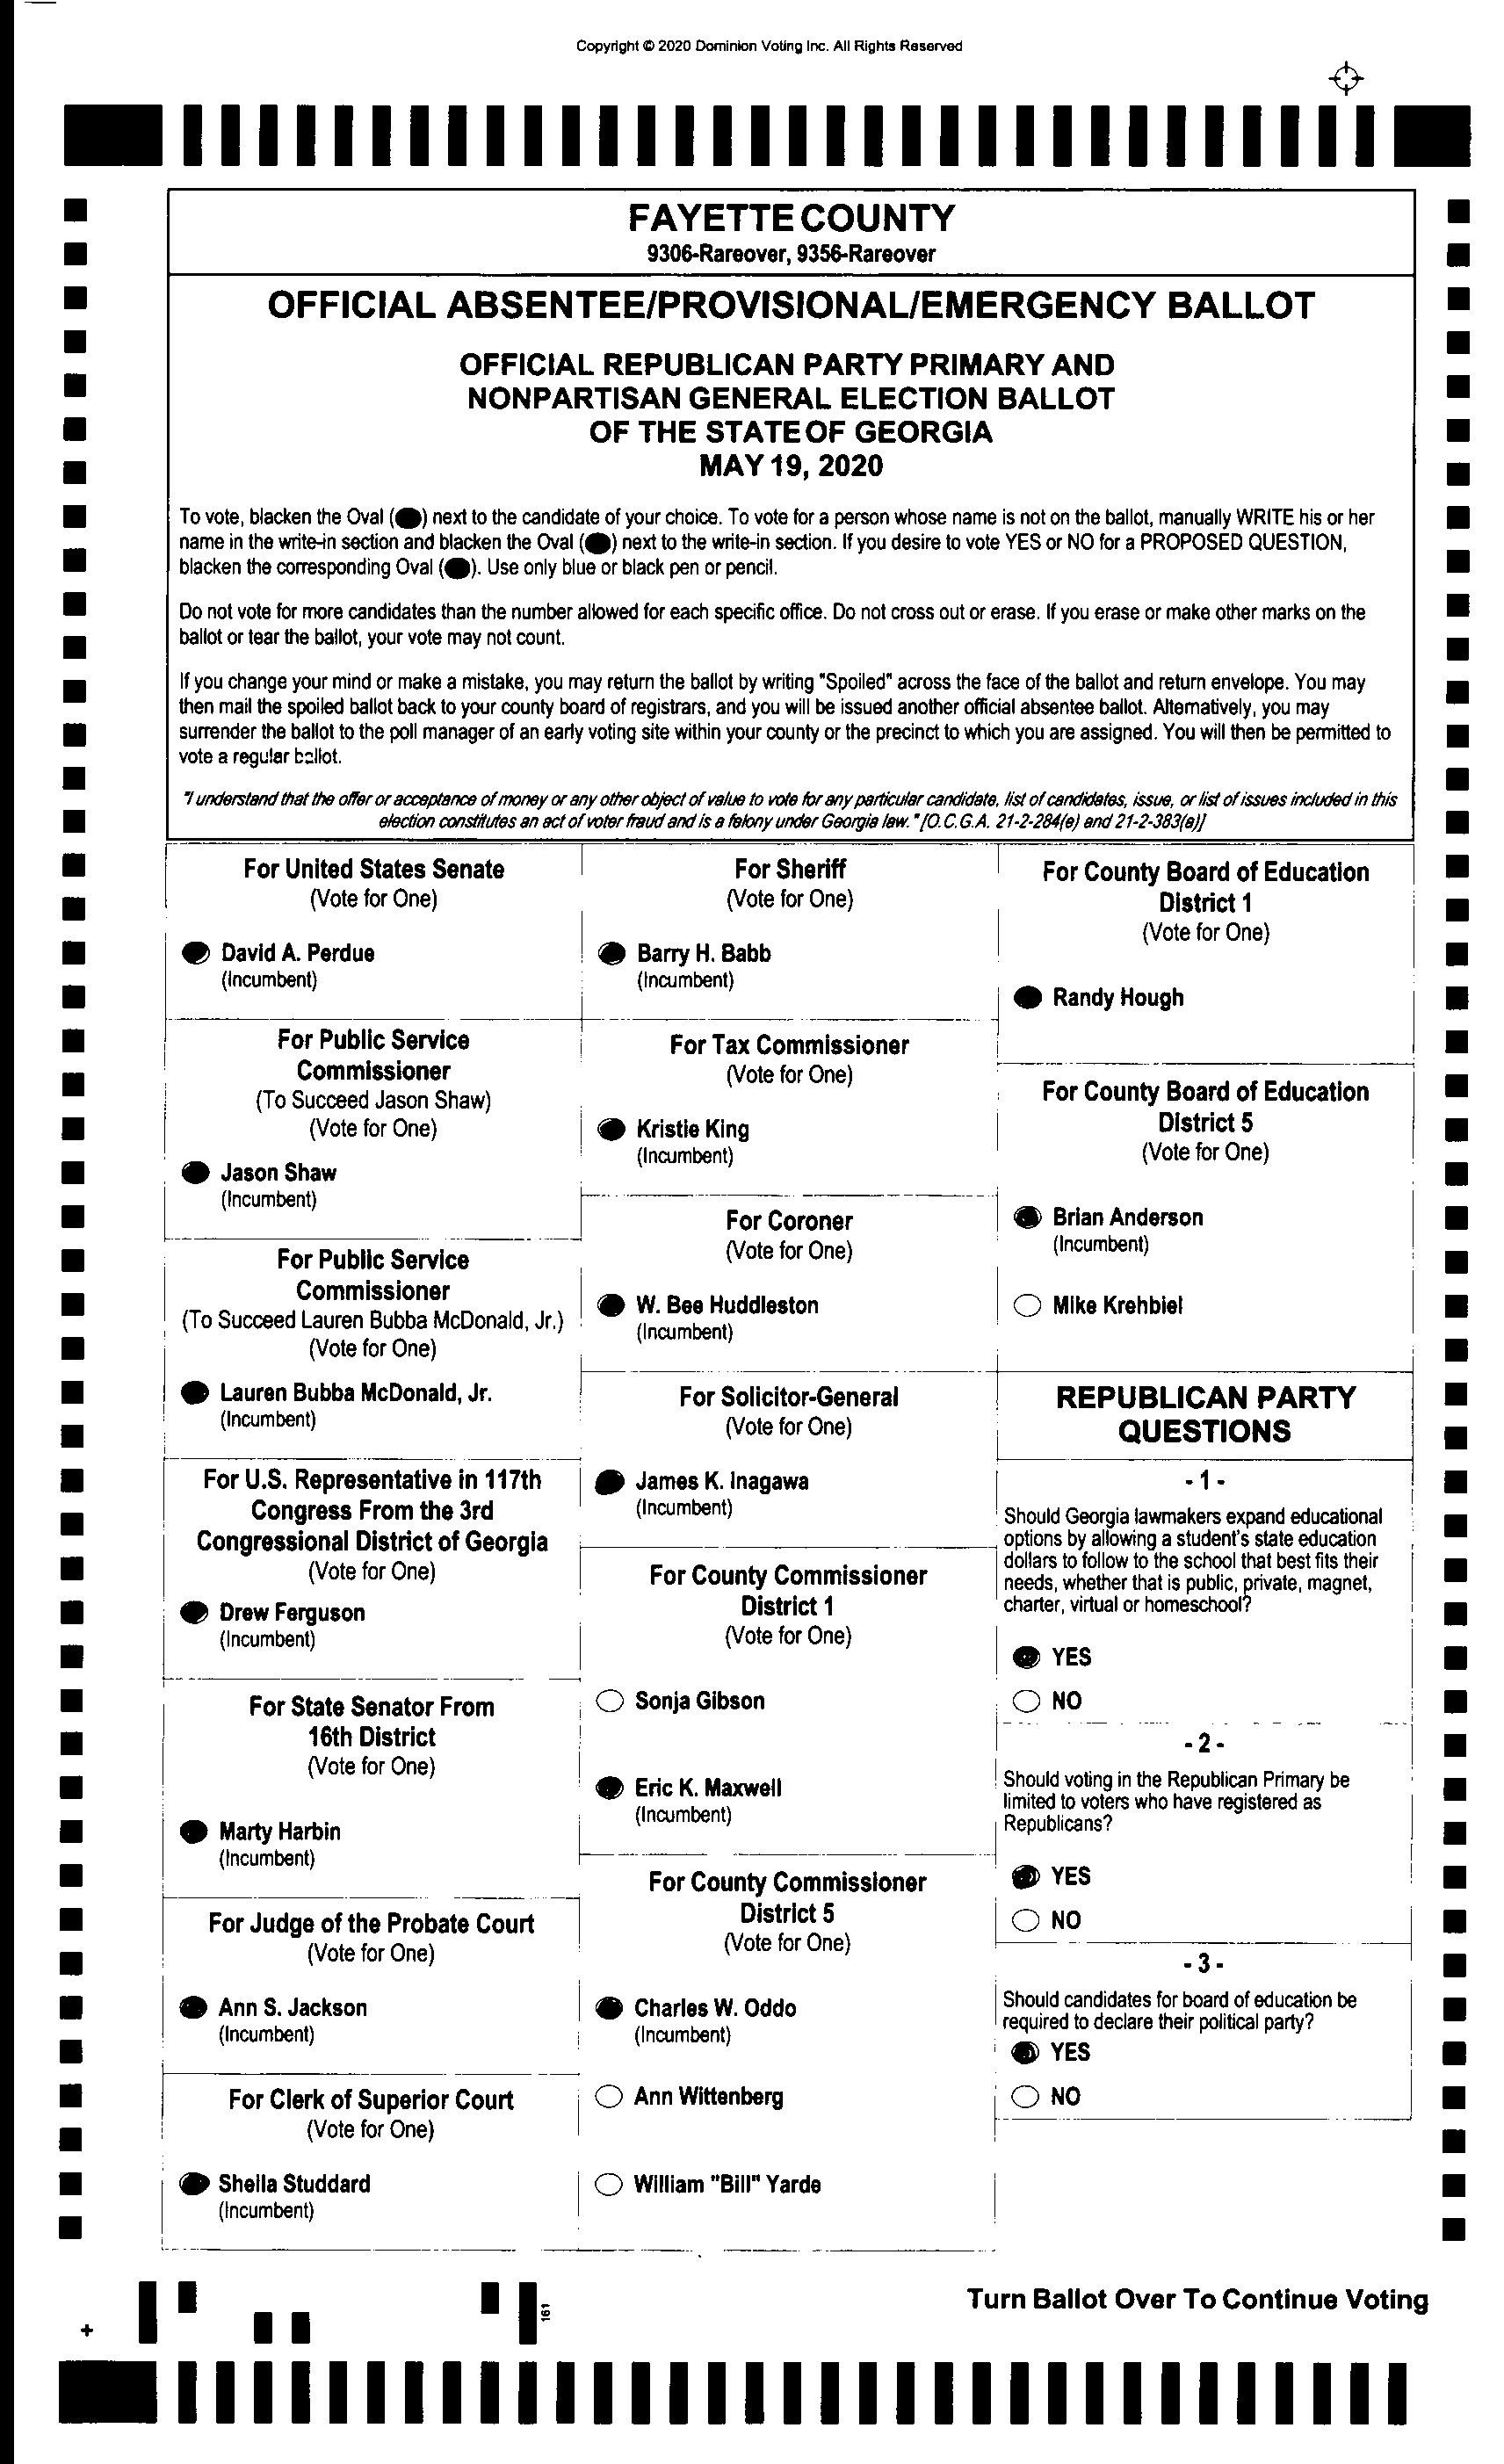 Copyright © 2020 Dominion Voting Inc. All Rights Reserved
FAYETTE COUNTY
9306-Rareover, 9356-Rareover
OFFICIAL ABSENTEE/PROVISIONAL/EMERGENCY BALLOT
OFFICIAL REPUBLICAN PARTY PRIMARY AND
NONPARTISAN GENERAL ELECTION BALLOT
OF THE STATE OF GEORGIA
MAY 19, 2020
To vote, blacken the Oval ( ) next to the candidate of your choice. To vote for a person whose name is not on the ballot, manually WRITE his or her
name in the write-in section and blacken the Oval ( ) next to the write-in section. If you desire to vote YES or NO for a PROPOSED QUESTION,
blacken the corresponding Oval ( ). Use only blue or black pen or pencil.
Do not vote for more candidates than the number allowed for each specific office. Do not cross out or erase. If you erase or make other marks on the
ballot or tear the ballot, your vote may not count.
If you change your mind or make a mistake, you may return the ballot by writing "Spoiled" across the face of the ballot and return envelope. You may
then mail the spoiled ballot back to your county board of registrars, and you will be issued another official absentee ballot. Alternatively, you may
surrender the ballot to the poll manager of an early voting site within your county or the precinct to which you are assigned. You will then be permitted to
vote a regular ballot.
"I understand that the offer or acceptance of money or any other object of value to vote for any particular candidate, list of candidates, issue, or list of issues included in this
election constitutes an act of voter fraud and is a felony under Georgia law." [O.C.G.A. 21-2-284(e) and 21-2-383(a)]
For United States Senate
(Vote for One)
David A. Perdue
(Incumbent)
For Public Service
Commissioner
(To Succeed Jason Shaw)
(Vote for One)
Jason Shaw
(Incumbent)
For Public Service
Commissioner
(To Succeed Lauren Bubba McDonald, Jr.)
(Vote for One)
Lauren Bubba McDonald, Jr.
(Incumbent)
For U.S. Representative in 117th
Congress From the 3rd
Congressional District of Georgia
(Vote for One)
Drew Ferguson
(Incumbent)
For State Senator From
16th District
(Vote for One)
Marty Harbin
(Incumbent)
For Judge of the Probate Court
(Vote for One)
Ann S. Jackson
(Incumbent)
For Clerk of Superior Court
(Vote for One)
Sheila Studdard
(Incumbent)
For Sheriff
(Vote for One)
Barry H. Babb
(Incumbent)
For Tax Commissioner
(Vote for One)
Kristie King
(Incumbent)
For Coroner
(Vote for One)
W. Bee Huddleston
(Incumbent)
For Solicitor-General
(Vote for One)
James K. Inagawa
(Incumbent)
For County Commissioner
District 1
(Vote for One)
Sonja Gibson
Eric K. Maxwell
(Incumbent)
For County Commissioner
District 5
(Vote for One)
Charles W. Oddo
(Incumbent)
Ann Wittenberg
William "Bill" Yarde
For County Board of Education
District 1
(Vote for One)
Randy Hough
For County Board of Education
District 5
(Vote for One)
Brian Anderson
(Incumbent)
Mike Krehbiel
REPUBLICAN PARTY
QUESTIONS
- 1 -
Should Georgia lawmakers expand educational
options by allowing a student's state education
dollars to follow to the school that best fits their
needs, whether that is public, private, magnet,
charter, virtual or homeschool?
YES
NO
- 2 -
Should voting in the Republican Primary be
limited to voters who have registered as
Republicans?
YES
NO
- 3 -
Should candidates for board of education be
required to declare their political party?
YES
NO
Turn Ballot Over To Continue Voting
161
+